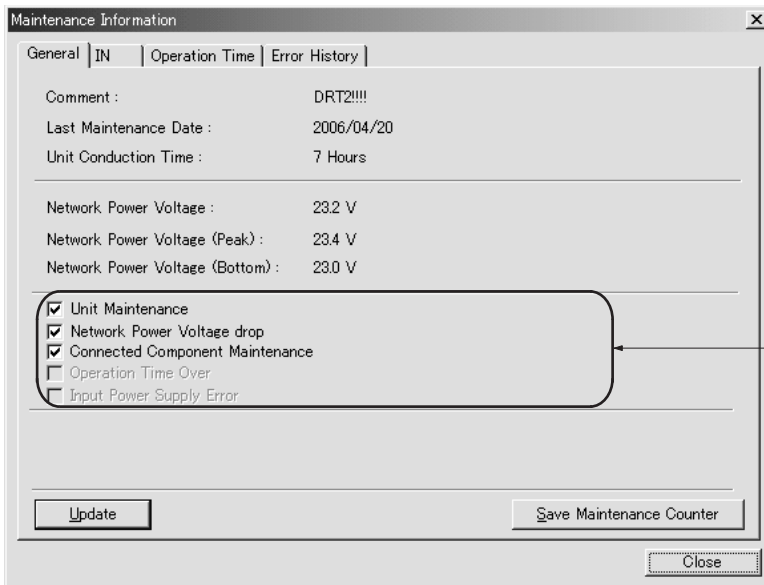 Maintenance Information
General IN Operation Time Error History
Comment : DRT2!!!!
Last Maintenance Date : 2006/04/20
Unit Conduction Time : 7 Hours
Network Power Voltage : 23.2 V
Network Power Voltage (Peak) : 23.4 V
Network Power Voltage (Bottom) : 23.0 V
Unit Maintenance
Network Power Voltage drop
Connected Component Maintenance
Operation Time Over
Input Power Supply Error
Update Save Maintenance Counter
Close